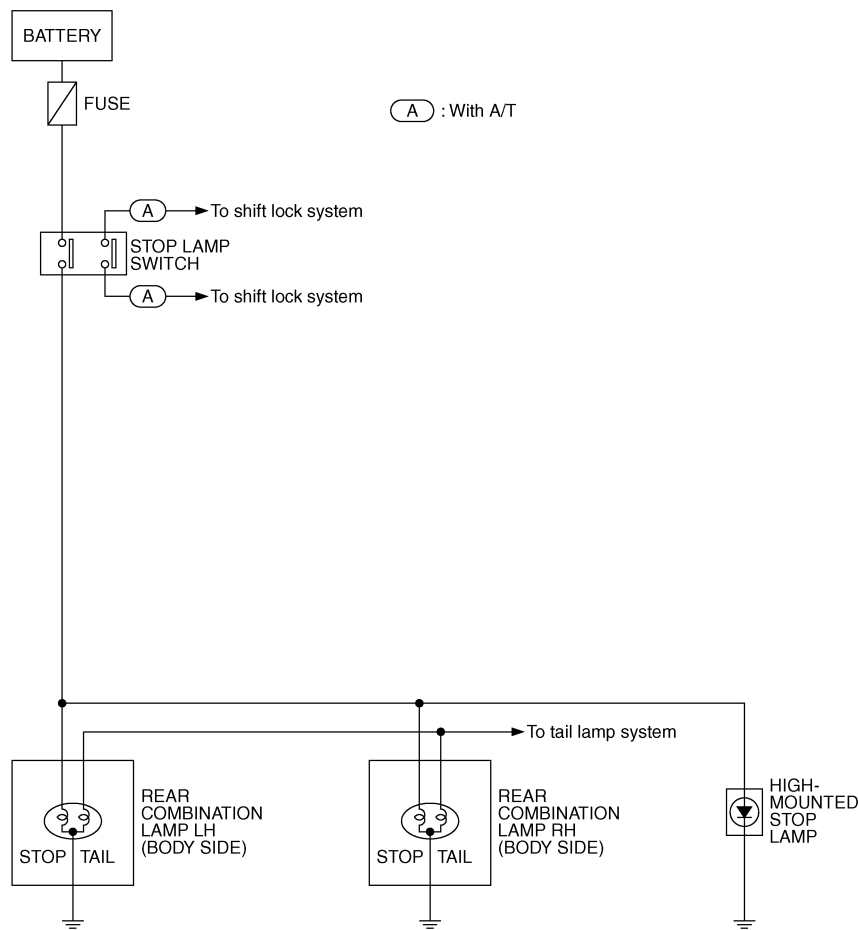 BATTERY
FUSE
A : With A/T
A To shift lock system
STOP LAMP
SWITCH
A To shift lock system
To tail lamp system
REAR
COMBINATION
LAMP LH
(BODY SIDE)
STOP TAIL
REAR
COMBINATION
LAMP RH
(BODY SIDE)
STOP TAIL
HIGH-
MOUNTED
STOP
LAMP